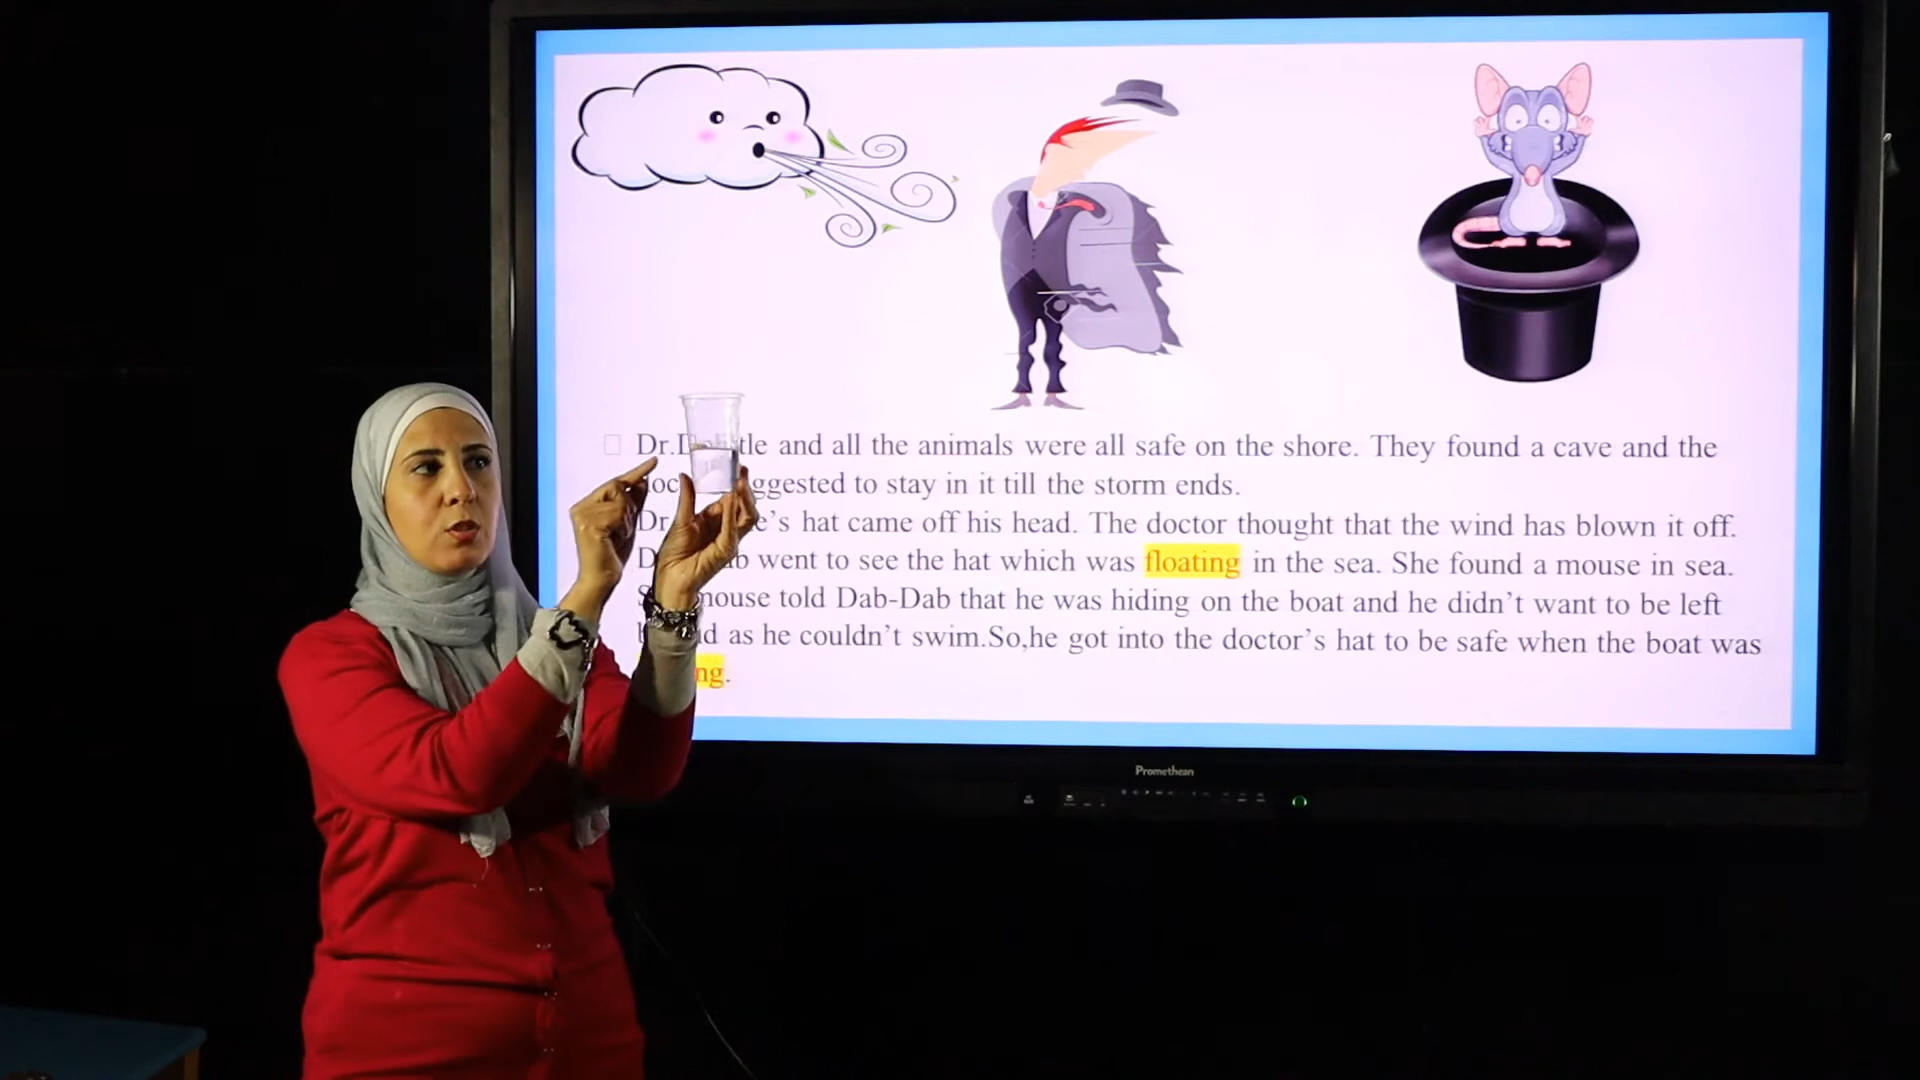 Dr. tle and all the animals were all safe on the shore. They found a cave and the
ggested to stay in it till the storm ends.
Dr. e’s hat came off his head. The doctor thought that the wind has blown it off.
went to see the hat which was floating in the sea. She found a mouse in sea.
mouse told Dab-Dab that he was hiding on the boat and he didn’t want to be left
as he couldn’t swim.So,he got into the doctor’s hat to be safe when the boat was
ng.
Promethean